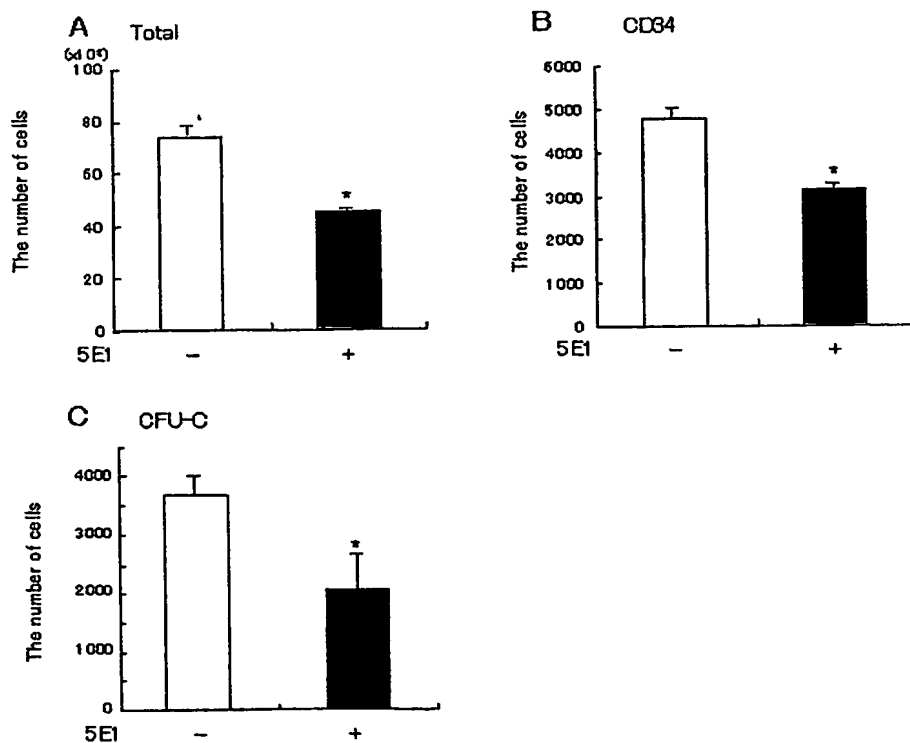 A Total
100
80
60
40
20
0
The number of cells
5E1 − +
*
B CD34
6000
5000
4000
3000
2000
1000
0
The number of cells
5E1 − +
*
C CFU-C
4000
3000
2000
1000
0
The number of cells
5E1 − +
*